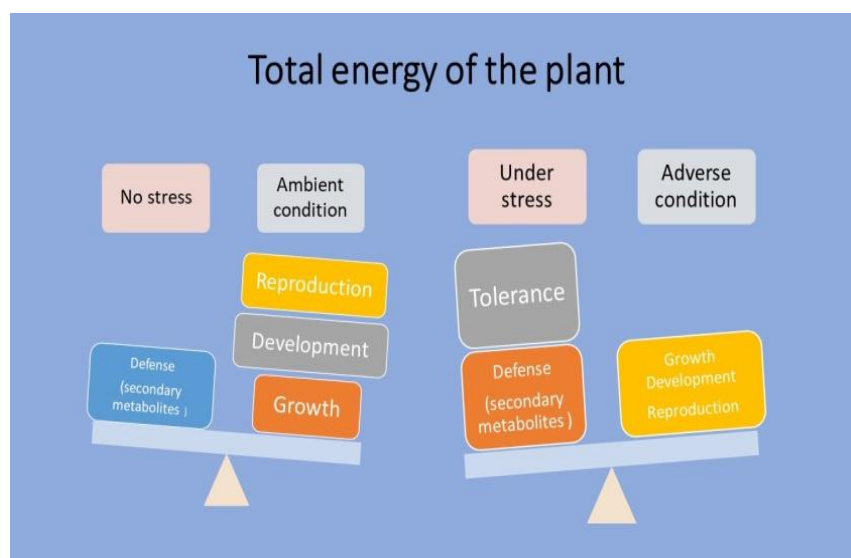 Total energy of the plant
No stress
Ambient
condition
Reproduction
Development
Growth
Defense
(secondary
metabolites )
Under
stress
Adverse
condition
Tolerance
Defense
(secondary
metabolites )
Growth
Development
Reproduction